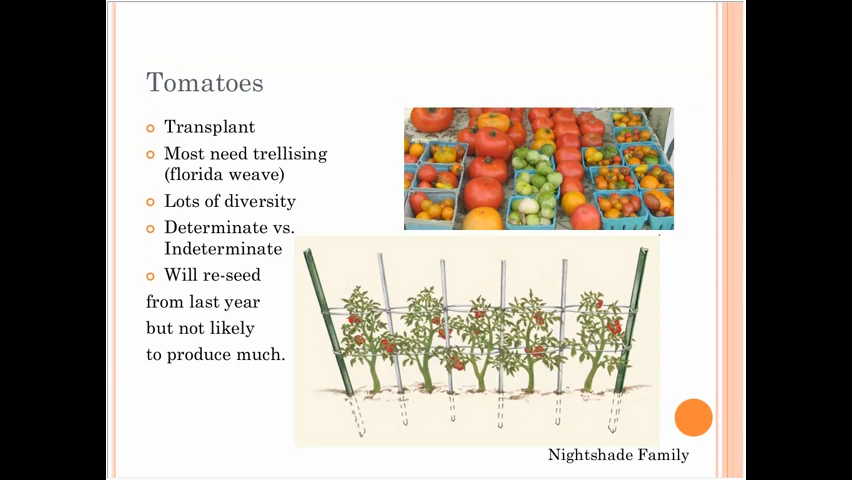 Tomatoes
Transplant
Most need trellising
(florida weave)
Lots of diversity
Determinate vs.
Indeterminate
Will re-seed
from last year
but not likely
to produce much.
Nightshade Family